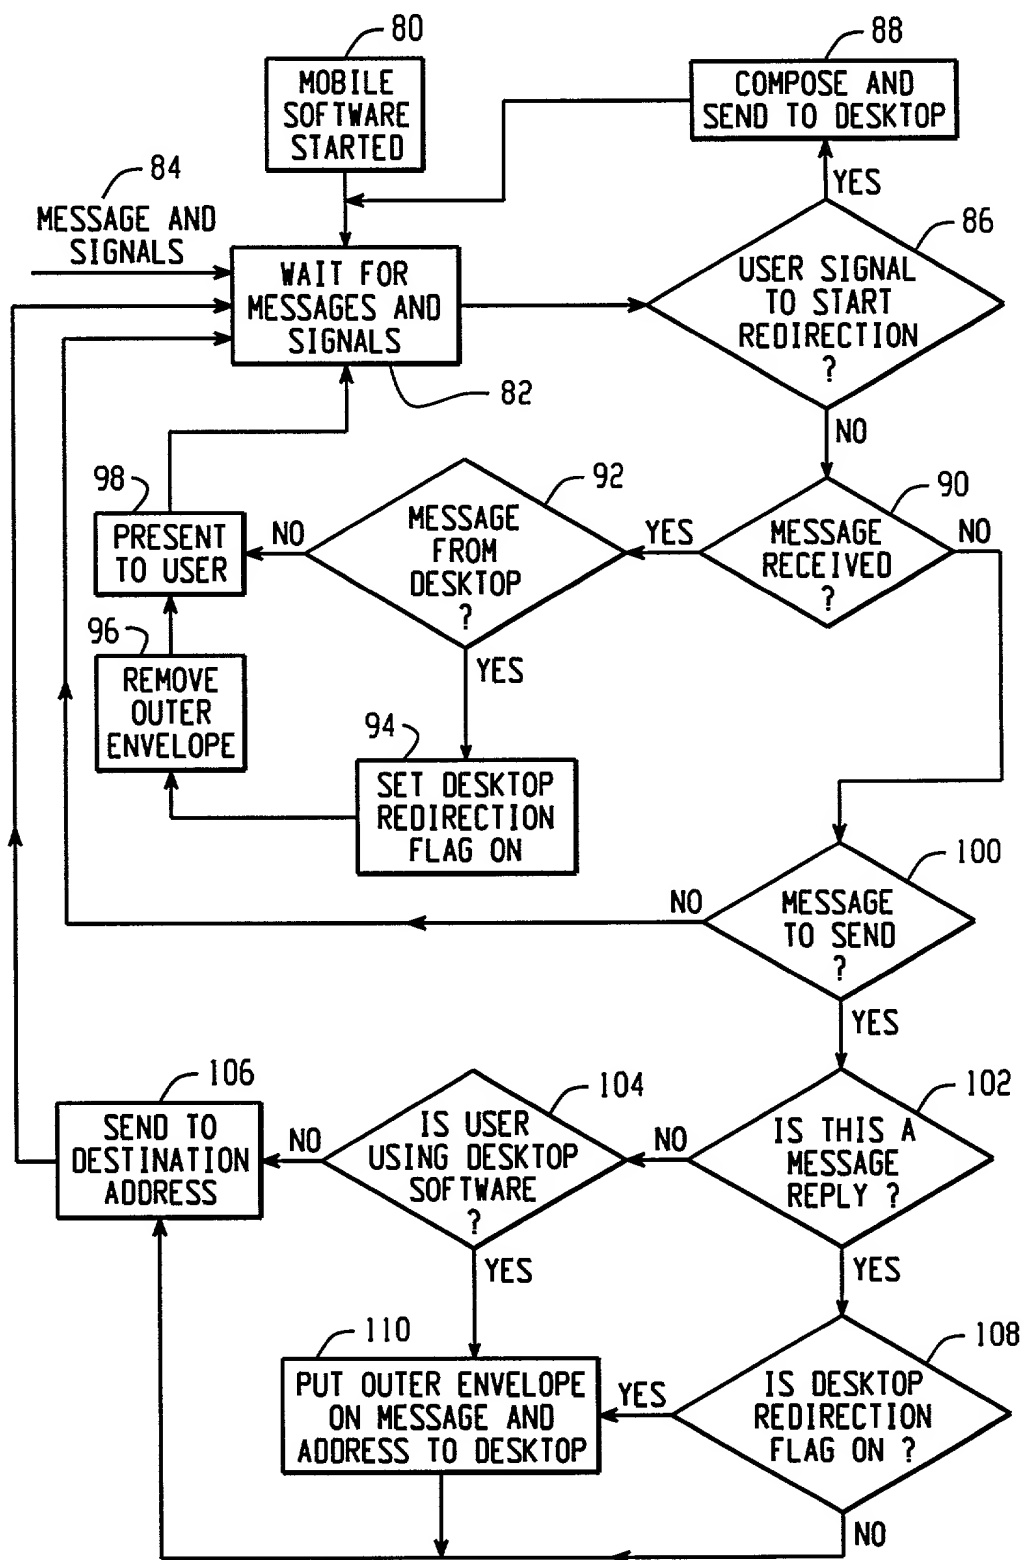 80
MOBILE
SOFTWARE
STARTED
88
COMPOSE AND
SEND TO DESKTOP
YES
84
MESSAGE AND
SIGNALS
WAIT FOR
MESSAGES AND
SIGNALS
82
86
USER SIGNAL
TO START
REDIRECTION
?
NO
98
PRESENT
TO USER
NO
92
MESSAGE
FROM
DESKTOP
?
YES
YES
90
MESSAGE
RECEIVED
?
NO
96
REMOVE
OUTER
ENVELOPE
94
SET DESKTOP
REDIRECTION
FLAG ON
NO
100
MESSAGE
TO SEND
?
YES
106
SEND TO
DESTINATION
ADDRESS
NO
104
IS USER
USING DESKTOP
SOFTWARE
?
YES
NO
102
IS THIS A
MESSAGE
REPLY ?
YES
110
PUT OUTER ENVELOPE
ON MESSAGE AND
ADDRESS TO DESKTOP
YES
108
IS DESKTOP
REDIRECTION
FLAG ON ?
NO